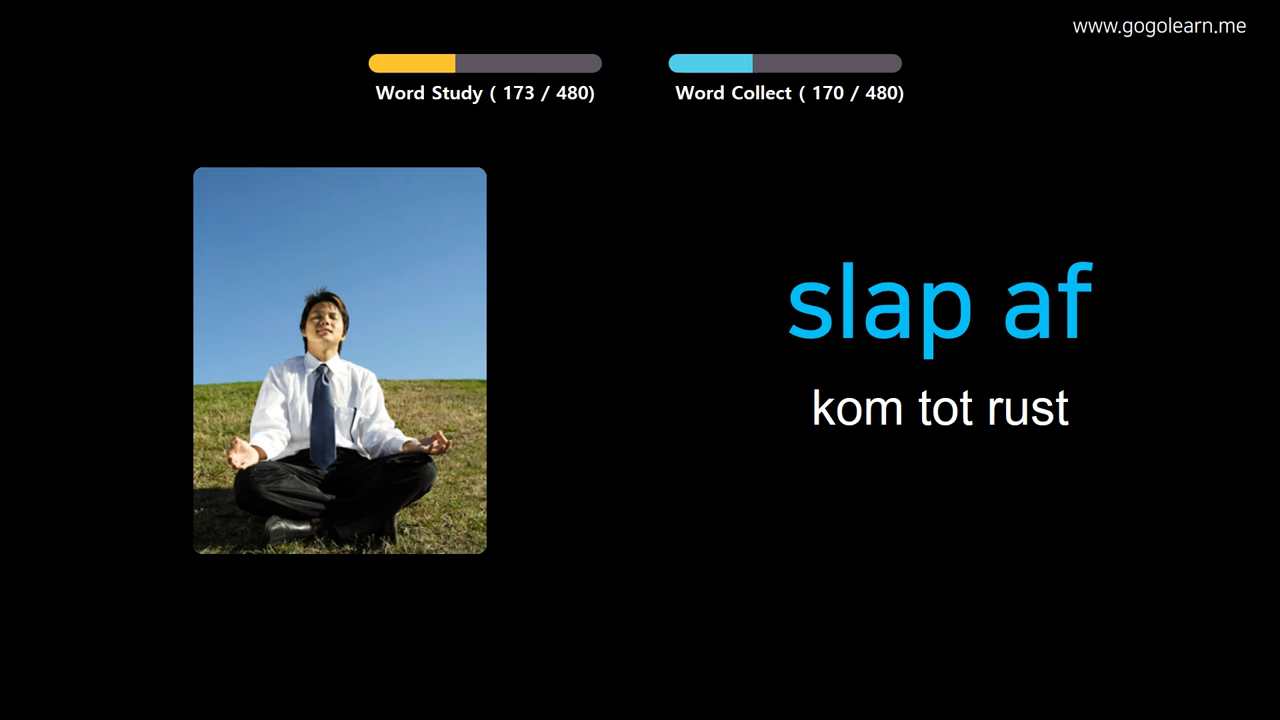 www.gogolearn.me
Word Study ( 173 / 480)
Word Collect ( 170 / 480)
slap af
kom tot rust